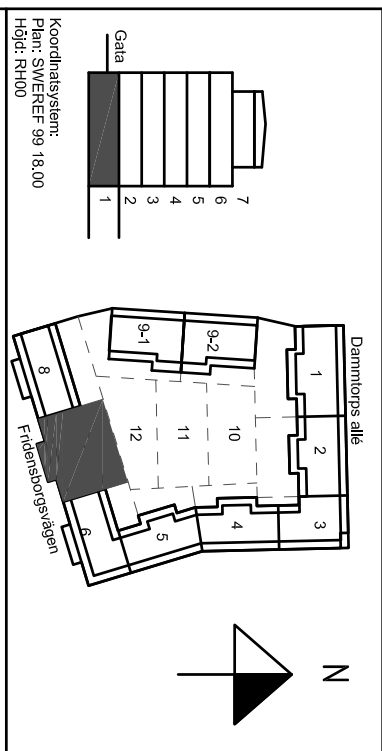 Gata
1
2
3
4
5
6
7
Koordinatsystem:
Plan: SWEREF 99 18.00
Höjd: RH00
Dammtorps allé
1
2
3
4
5
6
8
9-1
9-2
10
11
12
Fridensborgsvägen
N